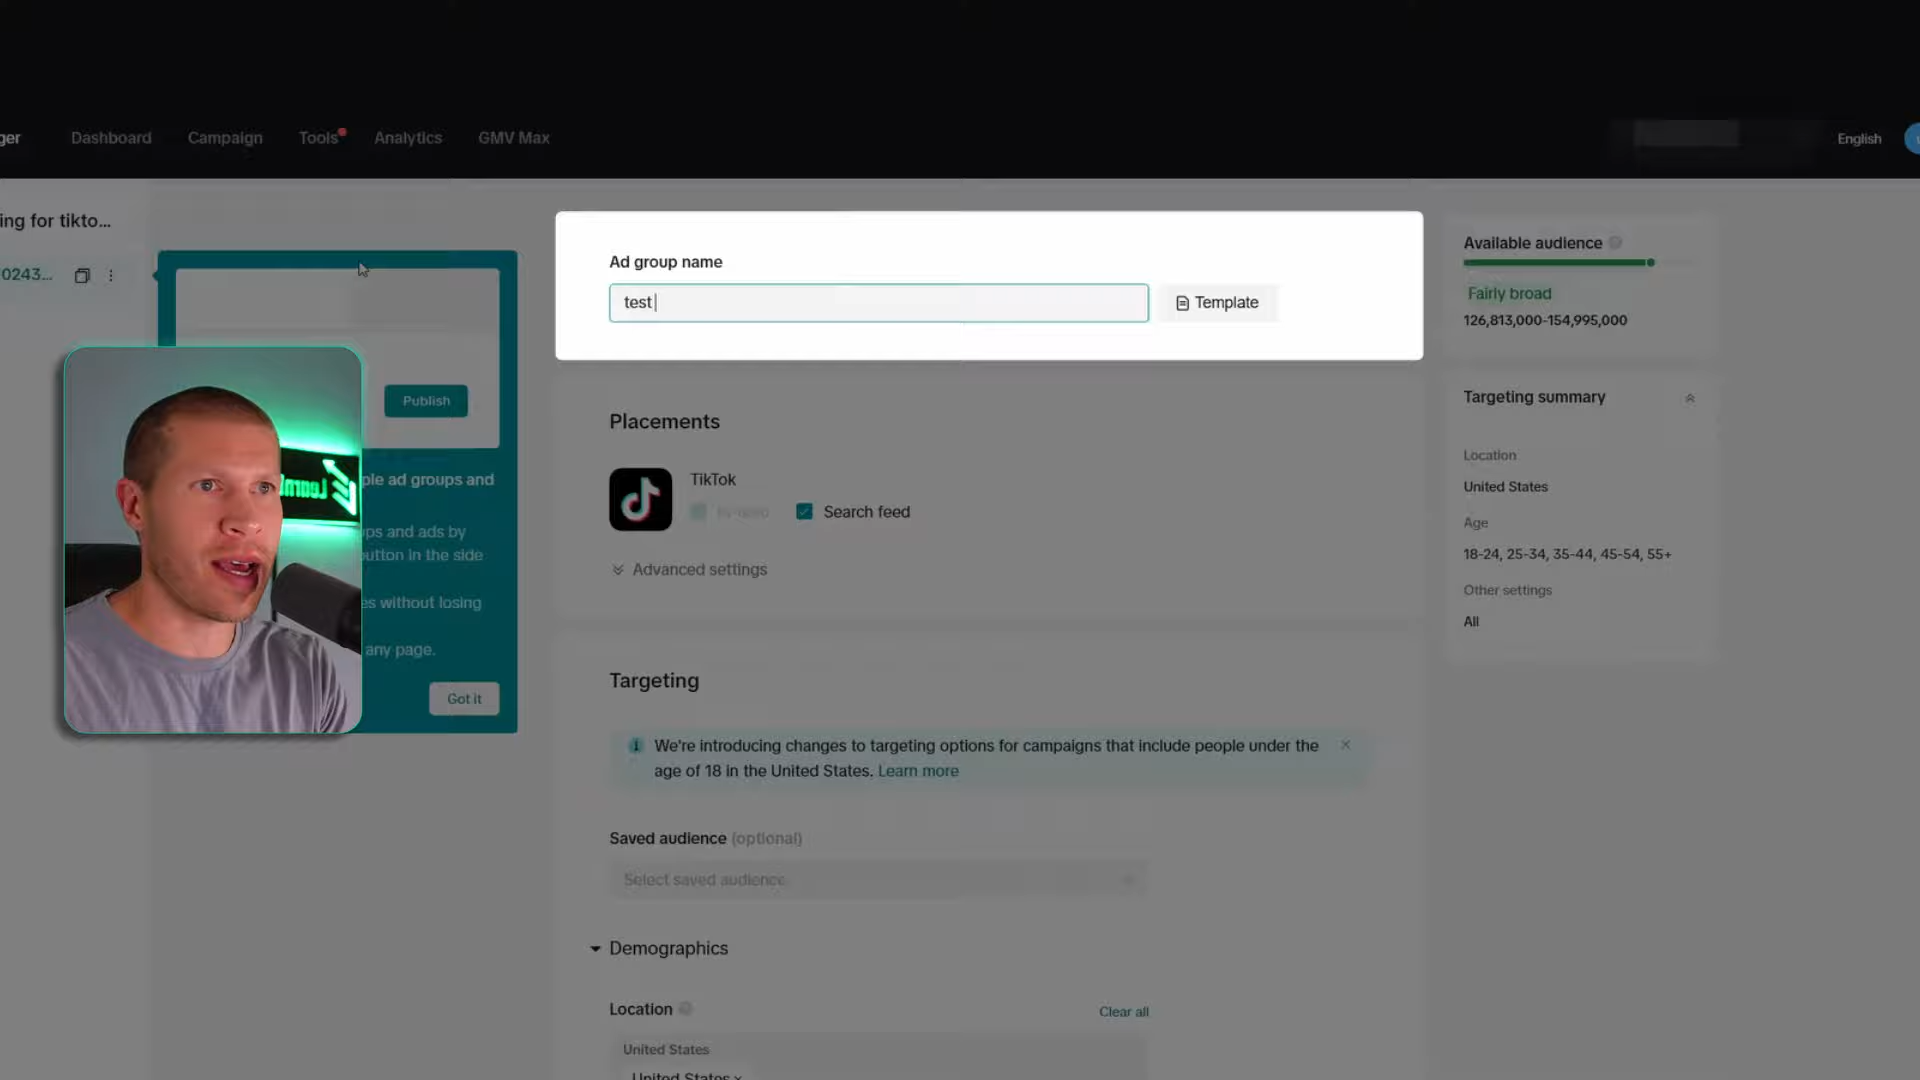 ger
Dashboard
Campaign
Tools
Analytics
GMV Max
English
ing for tikto...
0243...
Publish
ple ad groups and
ps and ads by
utton in the side
es without losing
any page.
Got it
Ad group name
test
Template
Placements
TikTok
Search feed
Advanced settings
Targeting
We're introducing changes to targeting options for campaigns that include people under the
age of 18 in the United States. Learn more
Saved audience (optional)
Select saved audience
Demographics
Location
Clear all
United States
United States ×
Available audience
Fairly broad
126,813,000-154,995,000
Targeting summary
Location
United States
Age
18-24, 25-34, 35-44, 45-54, 55+
Other settings
All